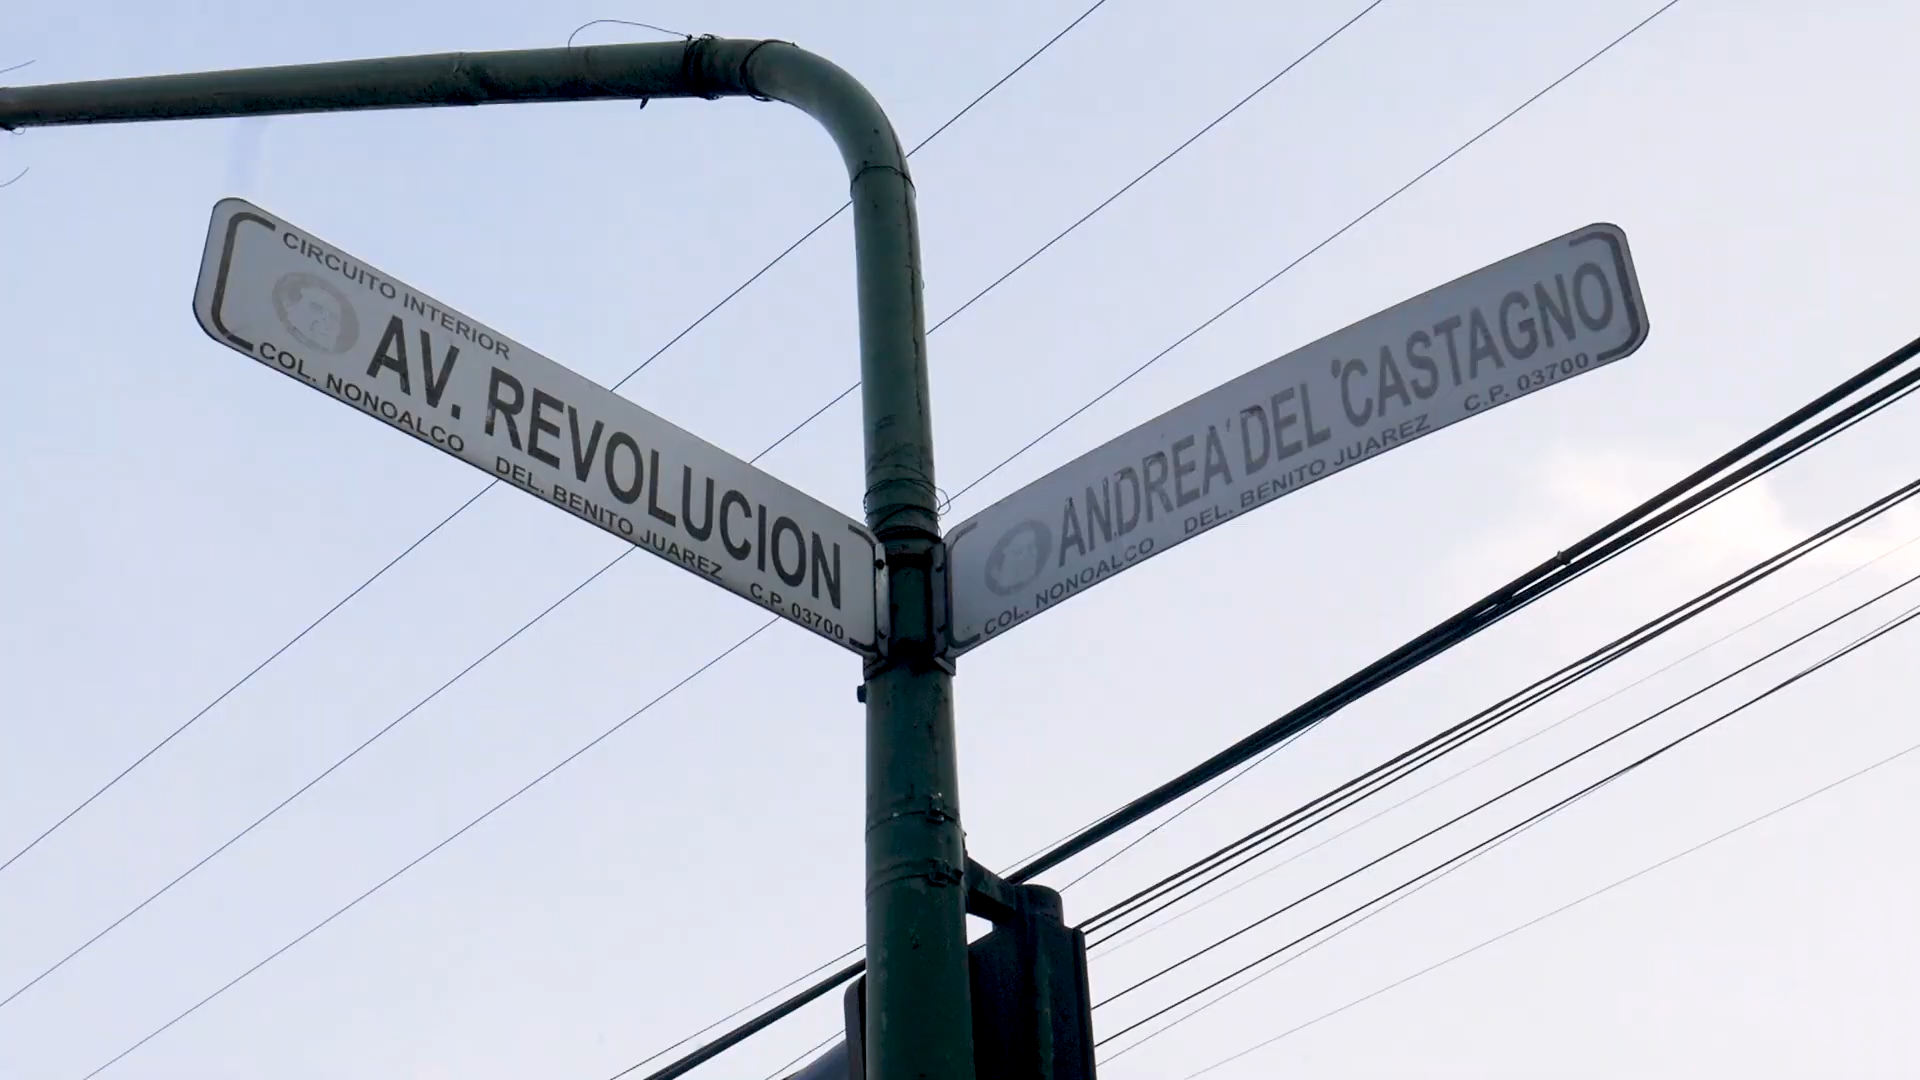 CIRCUITO INTERIOR
AV. REVOLUCION
COL. NONOALCO DEL. BENITO JUAREZ C.P. 03700
ANDREA DEL CASTAGNO
COL. NONOALCO DEL. BENITO JUAREZ C.P. 03700